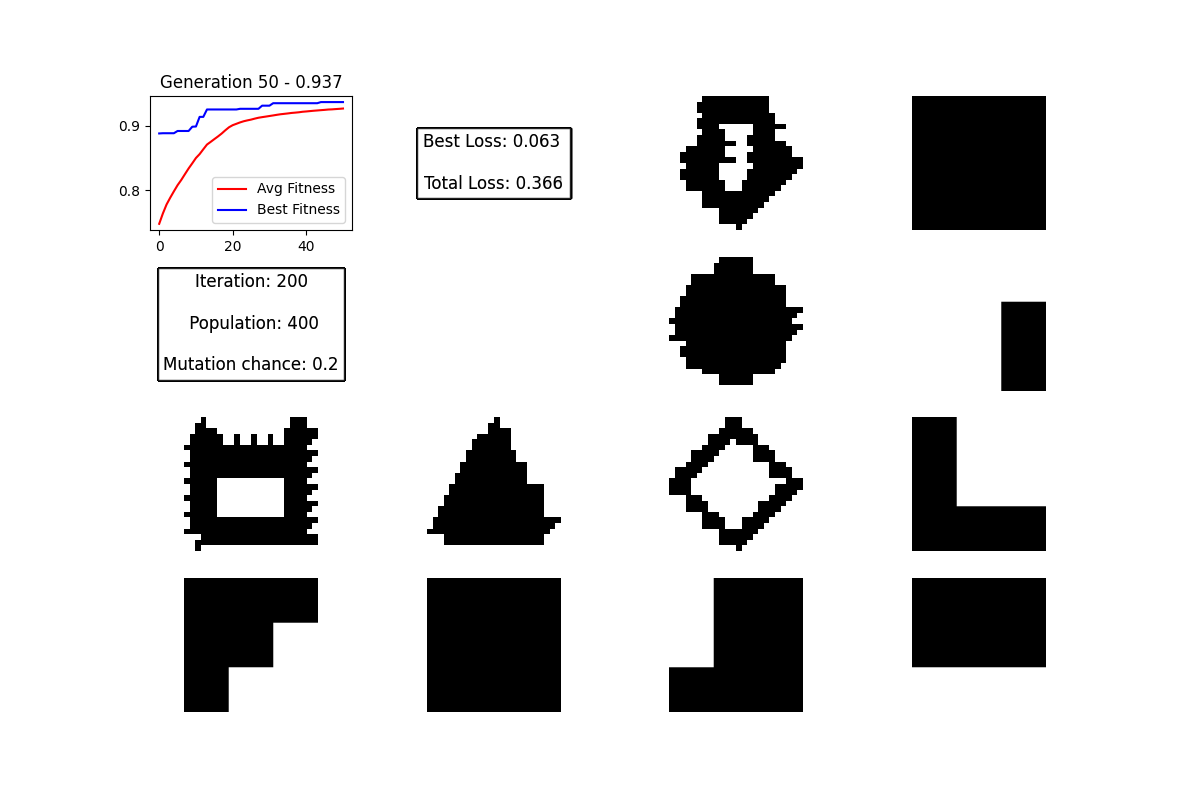 Generation 50 - 0.937
0.9
0.8
Avg Fitness
Best Fitness
0 20 40
Best Loss: 0.063
Total Loss: 0.366
Iteration: 200
Population: 400
Mutation chance: 0.2